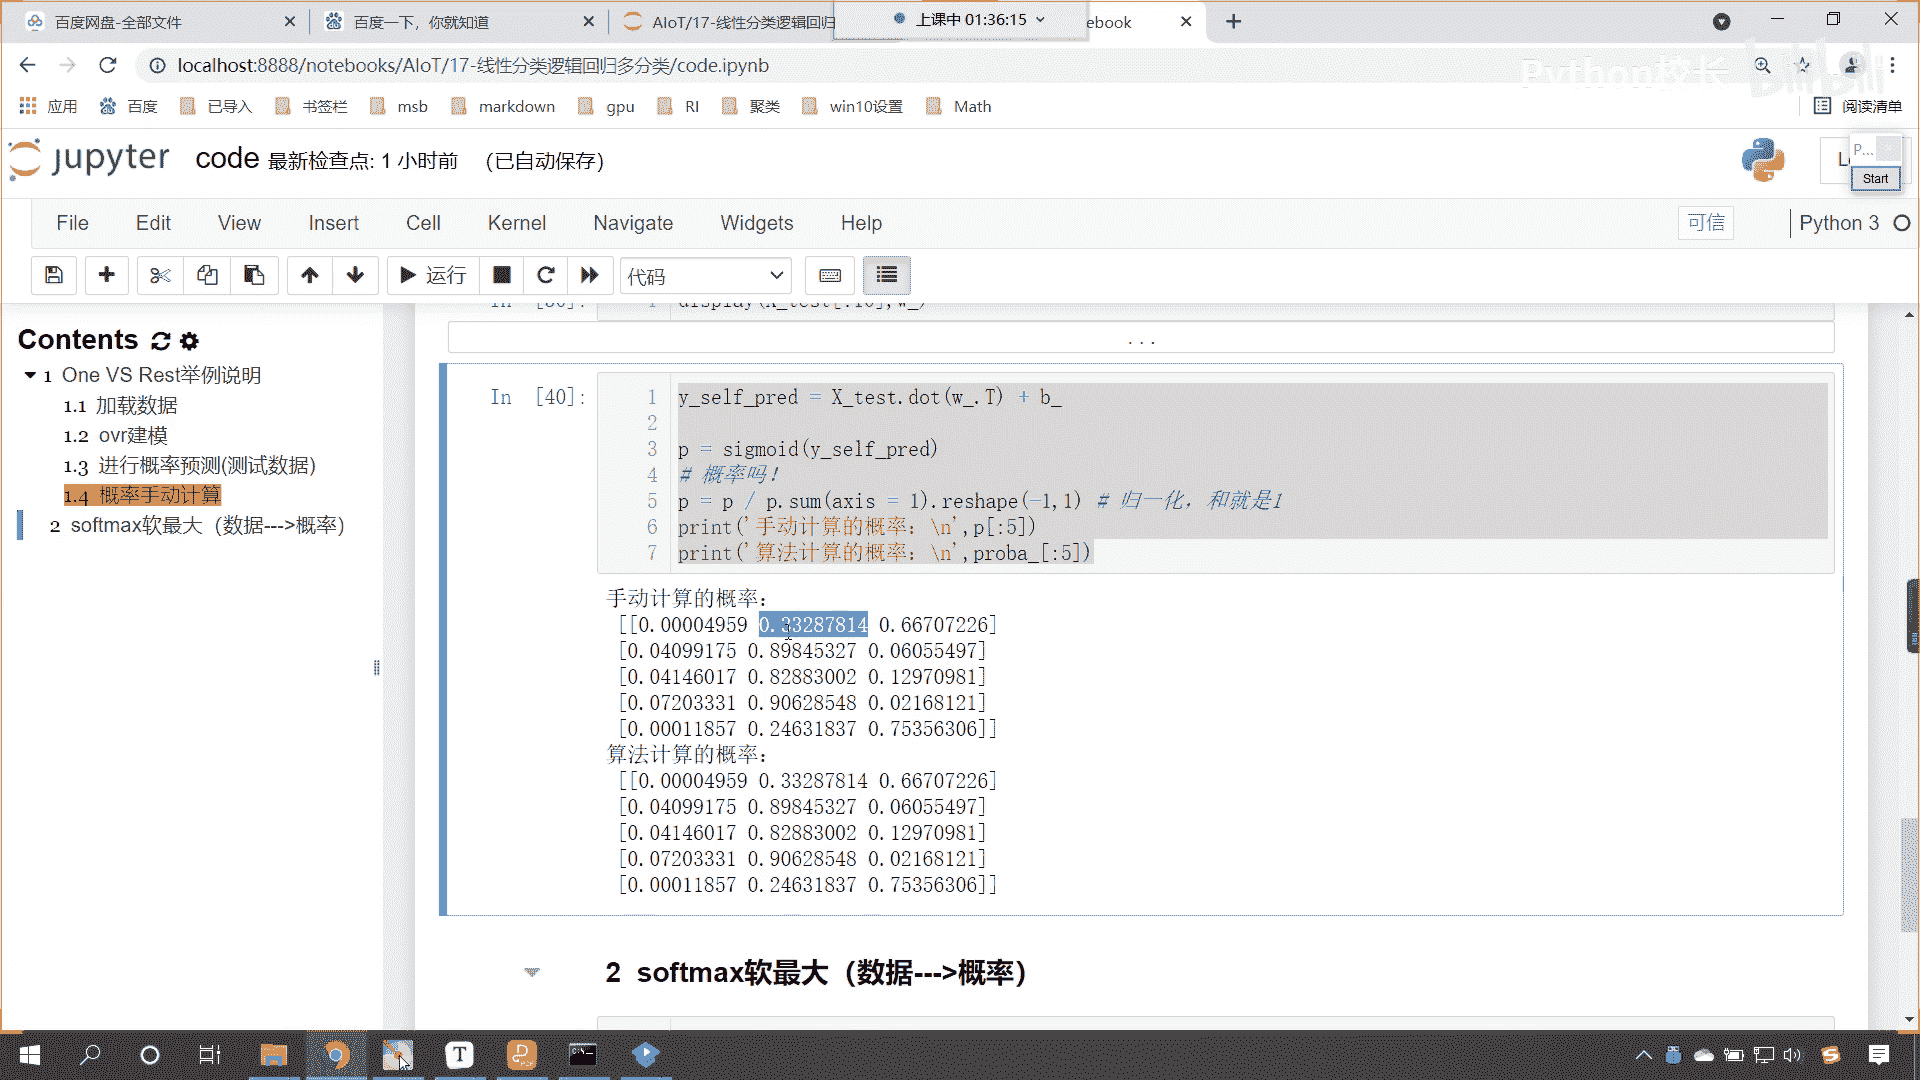 百度网盘-全部文件
百度一下，你就知道
AIoT/17-线性分类逻辑回归
上课中 01:36:15
ebook
localhost:8888/notebooks/AIoT/17-线性分类逻辑回归多分类/code.ipynb
Python校长
bilibili
应用
百度
已导入
书签栏
msb
markdown
gpu
RI
聚类
win10设置
Math
阅读清单
jupyter
code 最新检查点: 1 小时前 （已自动保存）
P...
Start
File
Edit
View
Insert
Cell
Kernel
Navigate
Widgets
Help
可信
Python 3
运行
代码
Contents
1 One VS Rest举例说明
1.1 加载数据
1.2 ovr建模
1.3 进行概率预测(测试数据)
1.4 概率手动计算
2 softmax软最大（数据--->概率）
...
In [40]:
1 y_self_pred = X_test.dot(w_.T) + b_
2
3 p = sigmoid(y_self_pred)
4 # 概率吗！
5 p = p / p.sum(axis = 1).reshape(-1,1) # 归一化，和就是1
6 print('手动计算的概率：\n',p[:5])
7 print('算法计算的概率：\n',proba_[:5])
手动计算的概率：
[[0.00004959 0.33287814 0.66707226]
[0.04099175 0.89845327 0.06055497]
[0.04146017 0.82883002 0.12970981]
[0.07203331 0.90628548 0.02168121]
[0.00011857 0.24631837 0.75356306]]
算法计算的概率：
[[0.00004959 0.33287814 0.66707226]
[0.04099175 0.89845327 0.06055497]
[0.04146017 0.82883002 0.12970981]
[0.07203331 0.90628548 0.02168121]
[0.00011857 0.24631837 0.75356306]]
2 softmax软最大（数据--->概率）